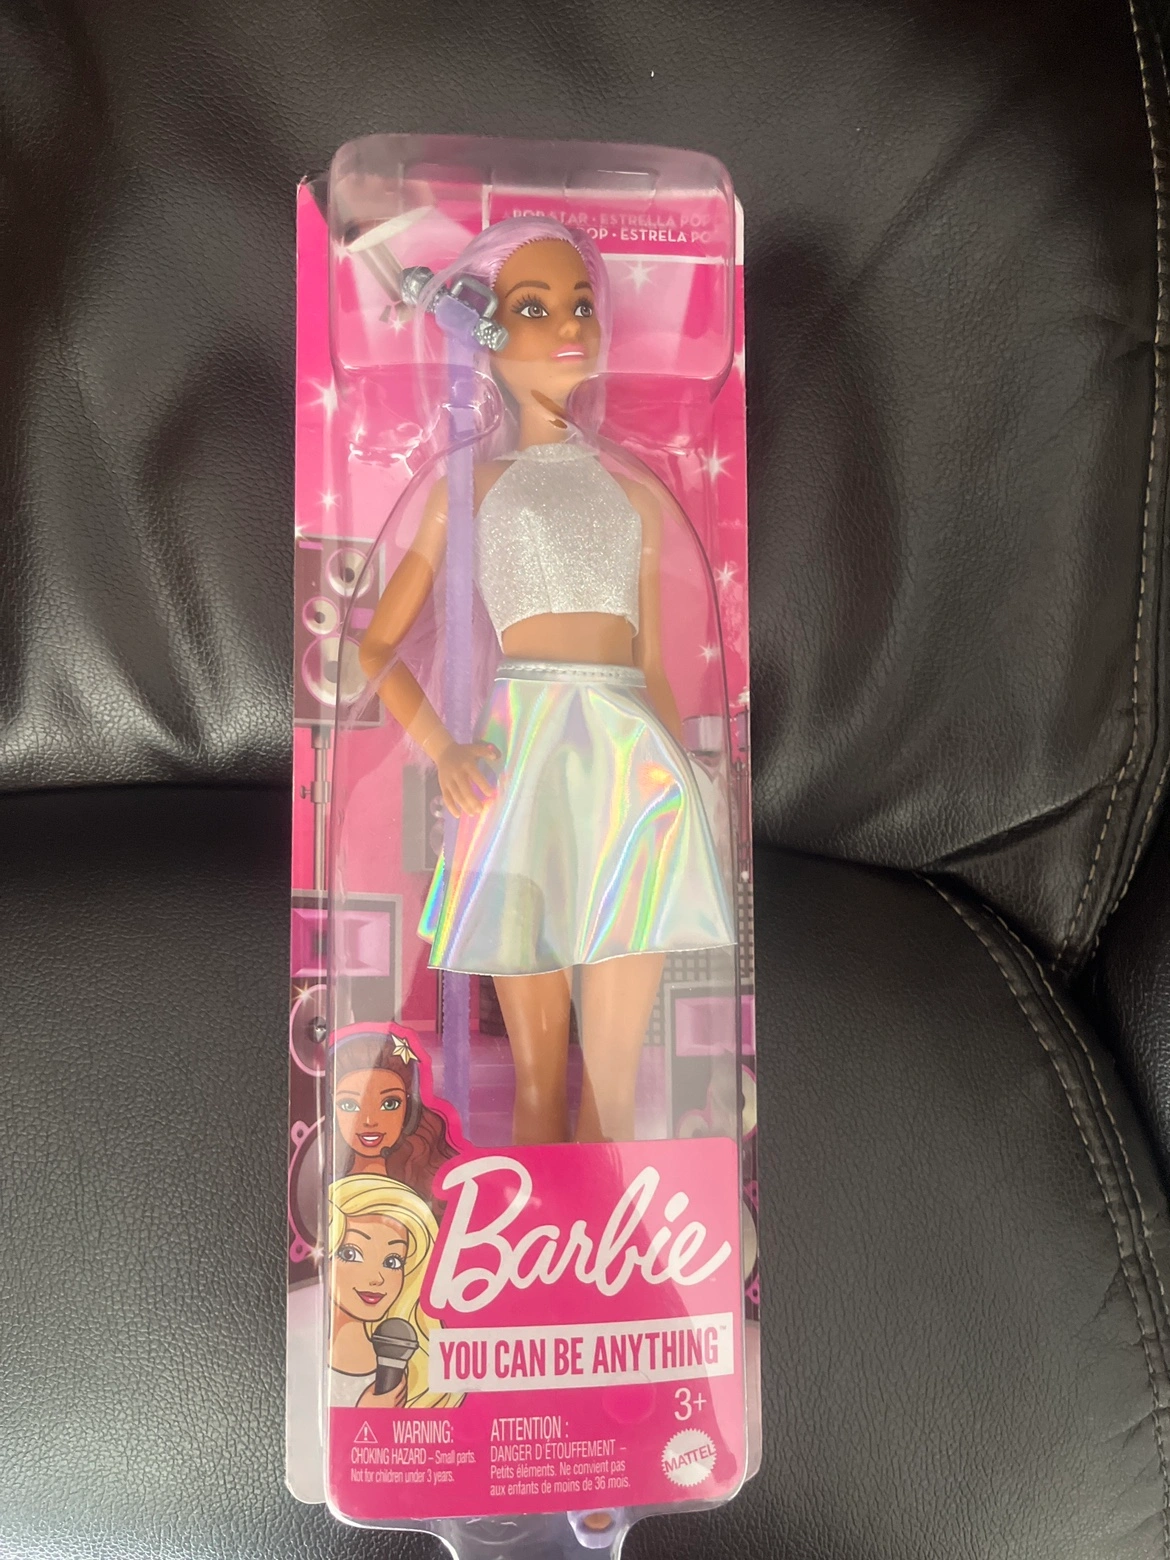 POP STAR · ESTRELLA POP
POP · ESTRELA PO
Barbie
YOU CAN BE ANYTHING™
3+
WARNING:
CHOKING HAZARD – Small parts.
Not for children under 3 years.
ATTENTION :
DANGER D'ÉTOUFFEMENT –
Petits éléments. Ne convient pas
aux enfants de moins de 36 mois.
MATTEL